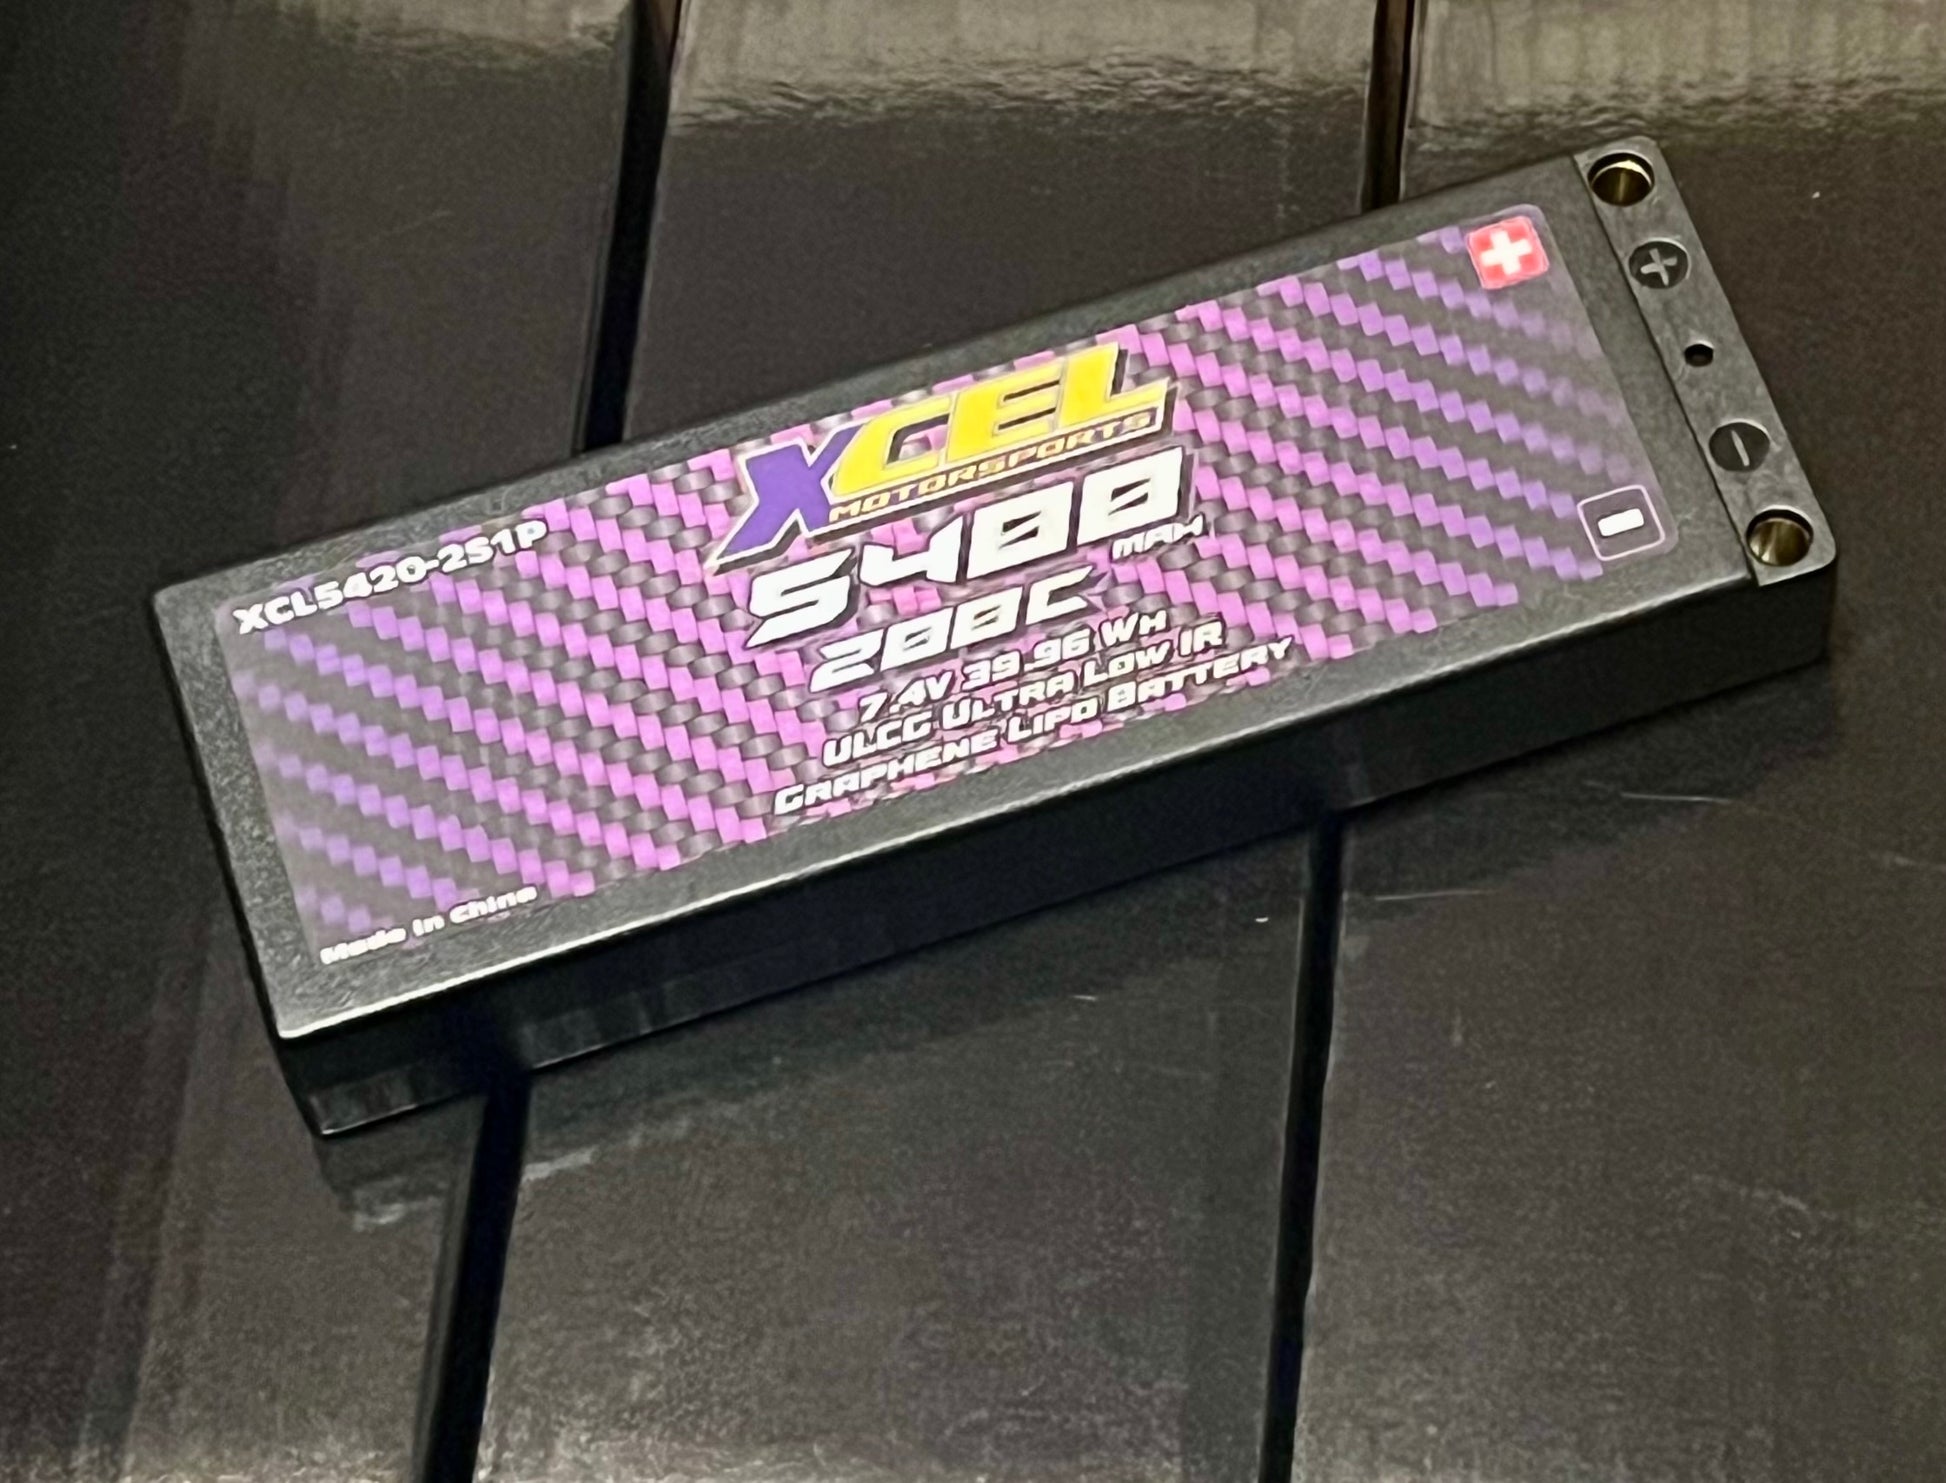 XCL5420-2S1P
XCEL
MOTORSPORTS
5400
MAH
200C
7.4V 39.96 WH
ULCG ULTRA LOW IR
GRAPHENE LIPO BATTERY
Made in China